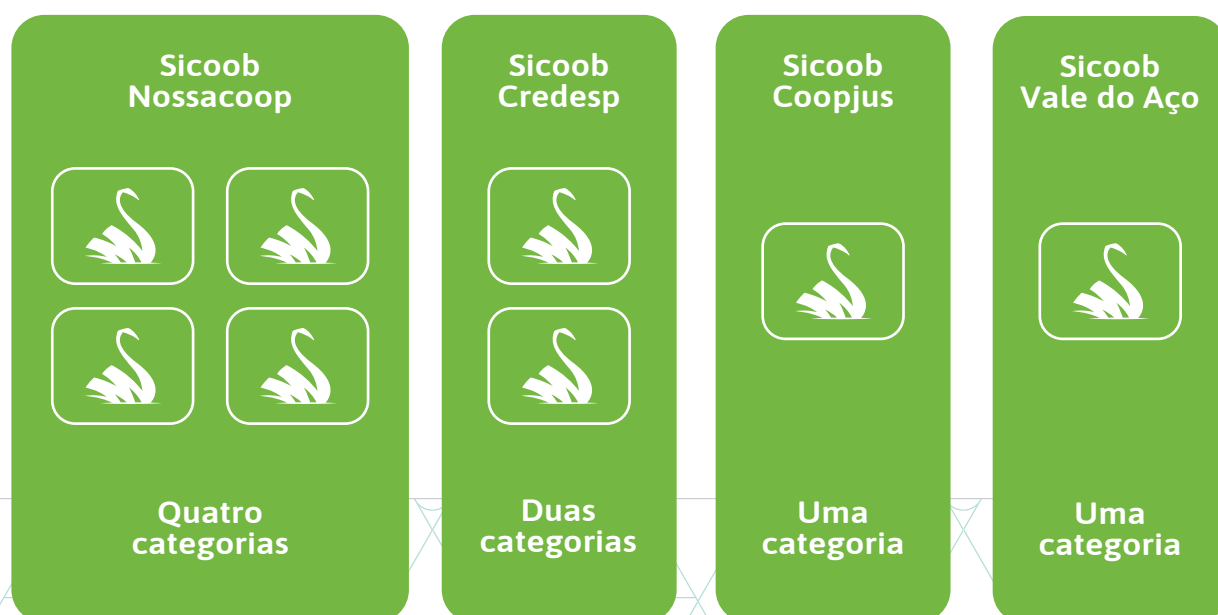 Sicoob
Nossacoop
Quatro
categorias
Sicoob
Credesp
Duas
categorias
Sicoob
Coopjus
Uma
categoria
Sicoob
Vale do Aço
Uma
categoria